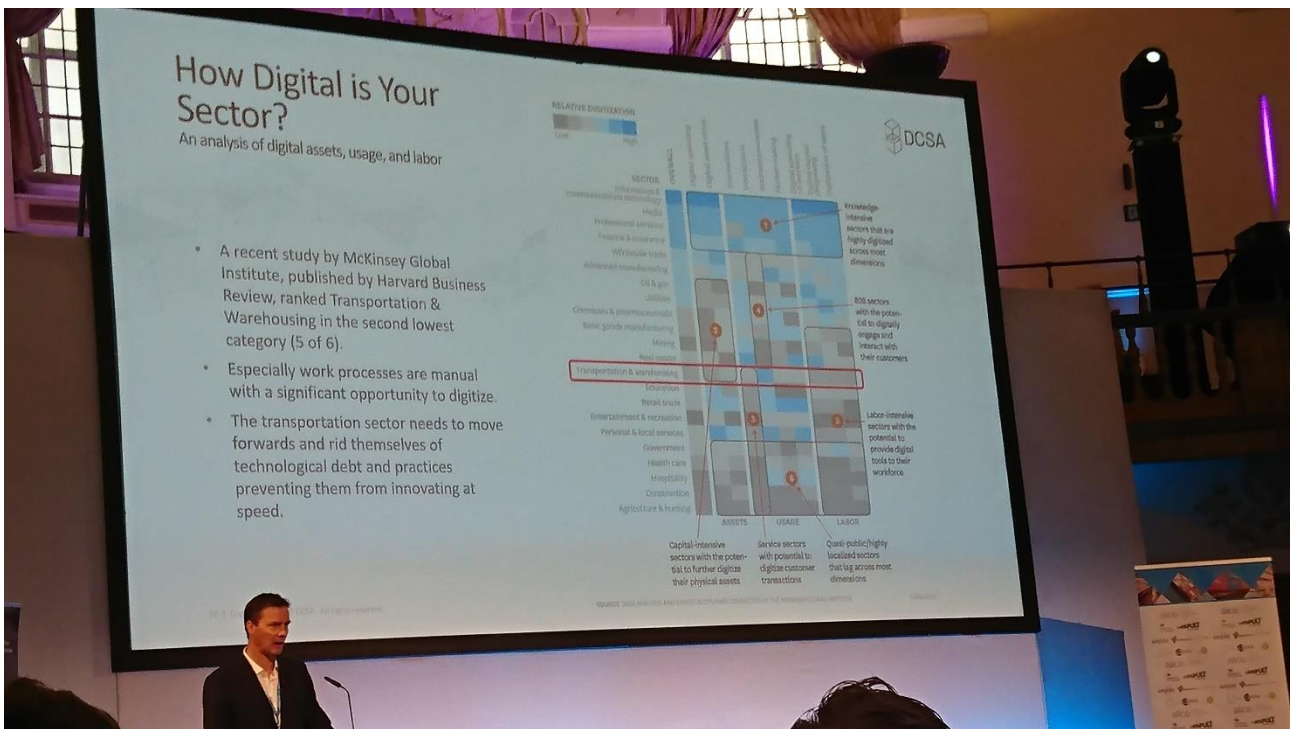 How Digital is Your
Sector?
An analysis of digital assets, usage, and labor
• A recent study by McKinsey Global
Institute, published by Harvard Business
Review, ranked Transportation &
Warehousing in the second lowest
category (5 of 6).
• Especially work processes are manual
with a significant opportunity to digitize.
• The transportation sector needs to move
forwards and rid themselves of
technological debt and practices
preventing them from innovating at
speed.
DCSA
RELATIVE DIGITIZATION
Low
High
SECTOR
OVERALL
Information &
communications technology
Media
Professional services
Finance & insurance
Wholesale trade
Advanced manufacturing
Oil & gas
Utilities
Chemicals & pharmaceuticals
Basic goods manufacturing
Mining
Real estate
Transportation & warehousing
Education
Retail trade
Entertainment & recreation
Personal & local services
Government
Health care
Hospitality
Construction
Agriculture & hunting
ASSETS
USAGE
LABOR
1
2
4
Knowledge-
intensive
sectors that are
highly digitized
across most
dimensions
B2B sectors
with the poten-
tial to digitally
engage and
interact with
their customers
Labor-intensive
sectors with the
potential to
provide digital
tools to their
workforce
Capital-intensive
sectors with the poten-
tial to further digitize
their physical assets
Service sectors
with potential to
digitize customer
transactions
Quasi-public/highly
localized sectors
that lag across most
dimensions
DCSA. All rights reserved.